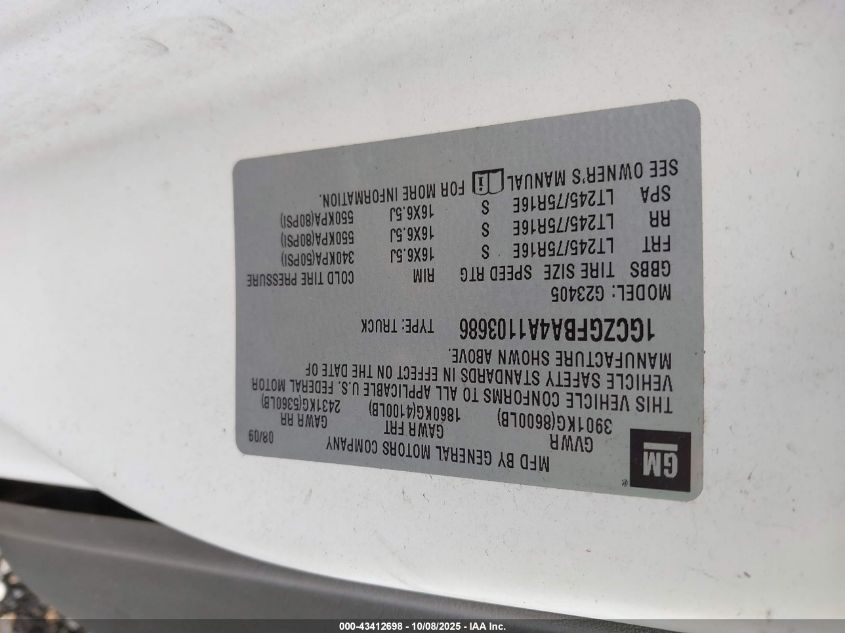 GM®
MFD BY GENERAL MOTORS COMPANY 08/09
GVWR GAWR FRT GAWR RR
3901KG(8600LB) 1860KG(4100LB) 2431KG(5360LB)
THIS VEHICLE CONFORMS TO ALL APPLICABLE U.S. FEDERAL MOTOR
VEHICLE SAFETY STANDARDS IN EFFECT ON THE DATE OF
MANUFACTURE SHOWN ABOVE.
1GCZGFBA4A1103686 TYPE: TRUCK
MODEL: G23405
GBBS TIRE SIZE SPEED RTG RIM COLD TIRE PRESSURE
FRT LT245/75R16E S 16X6.5J 340KPA(50PSI)
RR LT245/75R16E S 16X6.5J 550KPA(80PSI)
SPA LT245/75R16E S 16X6.5J 550KPA(80PSI)
SEE OWNER'S MANUAL FOR MORE INFORMATION.
000-43412698 - 10/08/2025 - IAA Inc.